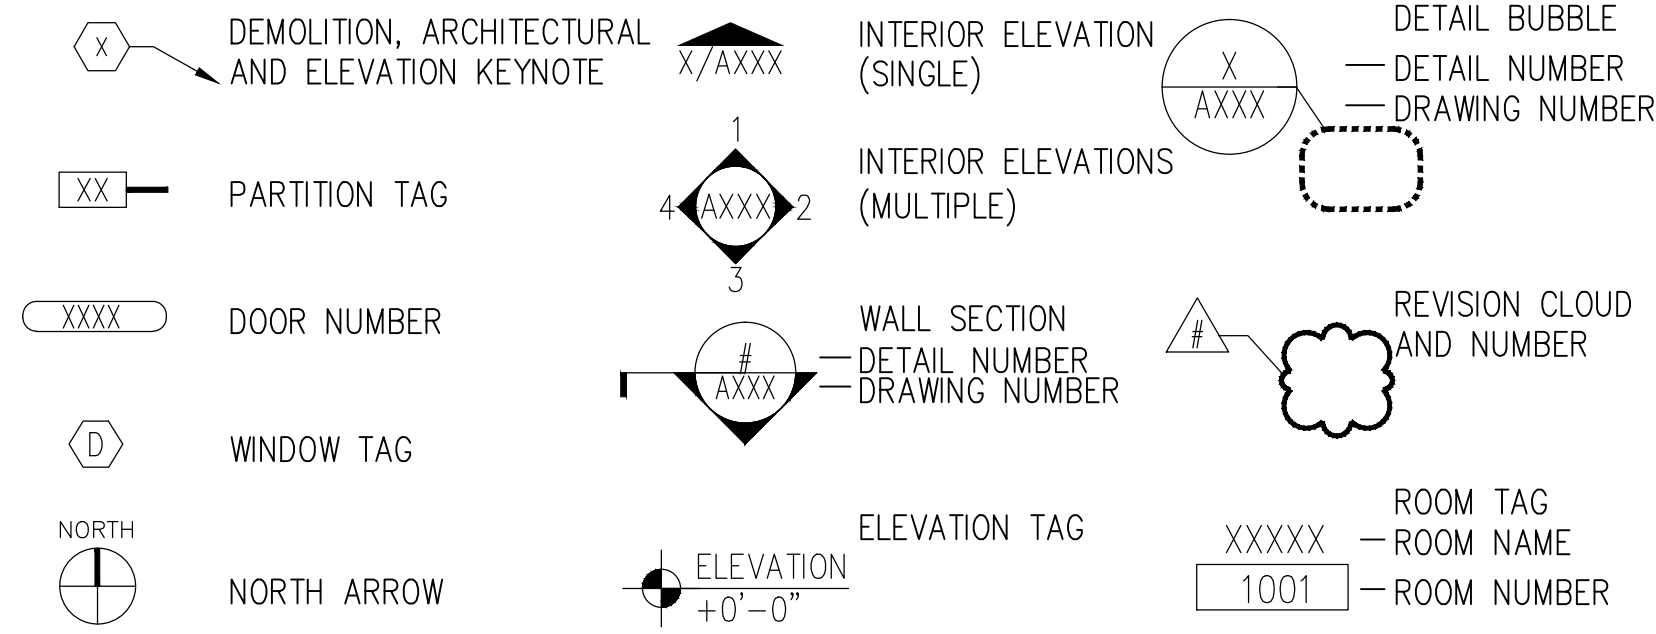 X
DEMOLITION, ARCHITECTURAL
AND ELEVATION KEYNOTE
XX
PARTITION TAG
XXXX
DOOR NUMBER
D
WINDOW TAG
NORTH
NORTH ARROW
X/AXXX
INTERIOR ELEVATION
(SINGLE)
1
4 AXXX 2
3
INTERIOR ELEVATIONS
(MULTIPLE)
#
AXXX
WALL SECTION
DETAIL NUMBER
DRAWING NUMBER
ELEVATION TAG
ELEVATION
+0'-0"
X
AXXX
DETAIL BUBBLE
DETAIL NUMBER
DRAWING NUMBER
#
REVISION CLOUD
AND NUMBER
ROOM TAG
XXXXX
ROOM NAME
1001
ROOM NUMBER